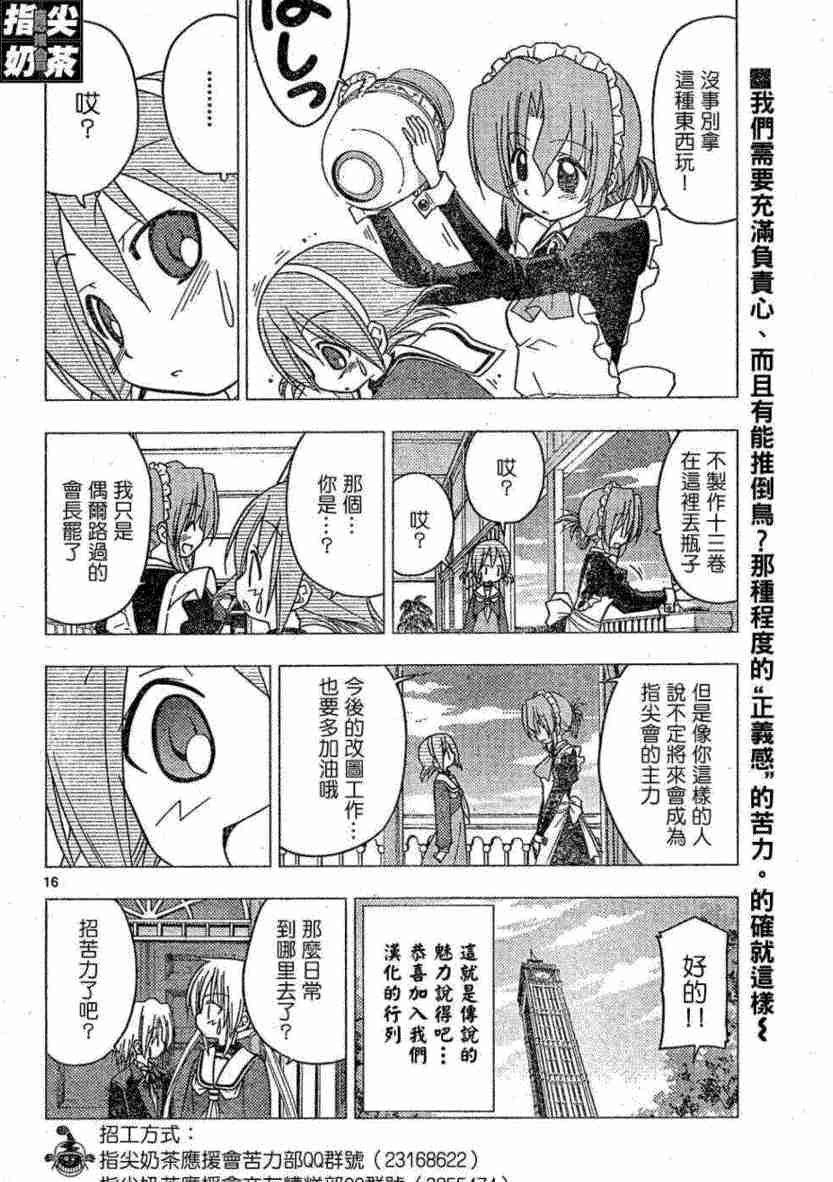 指尖
奶茶
應援會
はしっ
沒事別拿
這種東西玩！
………
哎？
不製作十三卷
在這裡丟瓶子
哎？
哎？
那個…
你是…？
我只是
偶爾路過的
會長罷了
但是像你這樣的人
說不定將來會成為
指尖會的主力
今後的改圖工作…
也要多加油哦
16
好的!!
這就是傳說的
魅力說得吧…
恭喜加入我們
漢化的行列
那麼日常
到哪里去了？
招苦力了吧？
我們需要充滿負責心、而且有能推倒鳥？那種程度的“正義感”的苦力。的確就這樣~
招工方式：
指尖奶茶應援會苦力部QQ群號（23168622）